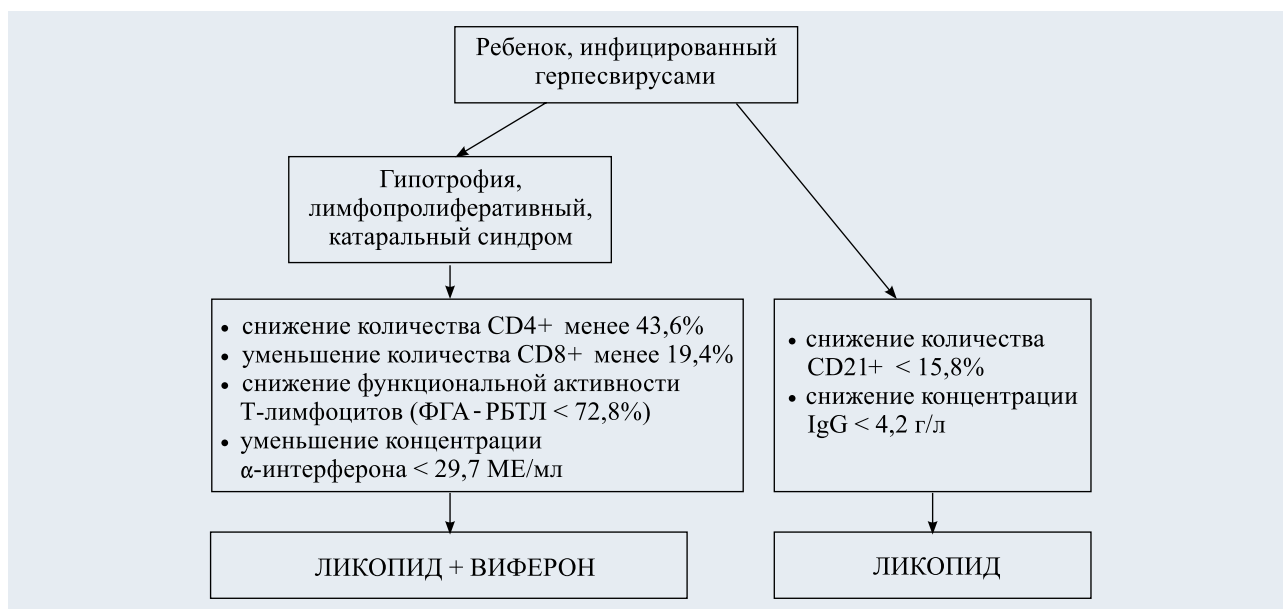 Ребенок, инфицированный
герпесвирусами
Гипотрофия,
лимфопролиферативный,
катаральный синдром
• снижение количества CD4+ менее 43,6%
• уменьшение количества CD8+ менее 19,4%
• снижение функциональной активности
Т-лимфоцитов (ФГА - РБТЛ < 72,8%)
• уменьшение концентрации
α-интерферона < 29,7 МЕ/мл
• снижение количества
CD21+ < 15,8%
• снижение концентрации
IgG < 4,2 г/л
ЛИКОПИД + ВИФЕРОН
ЛИКОПИД